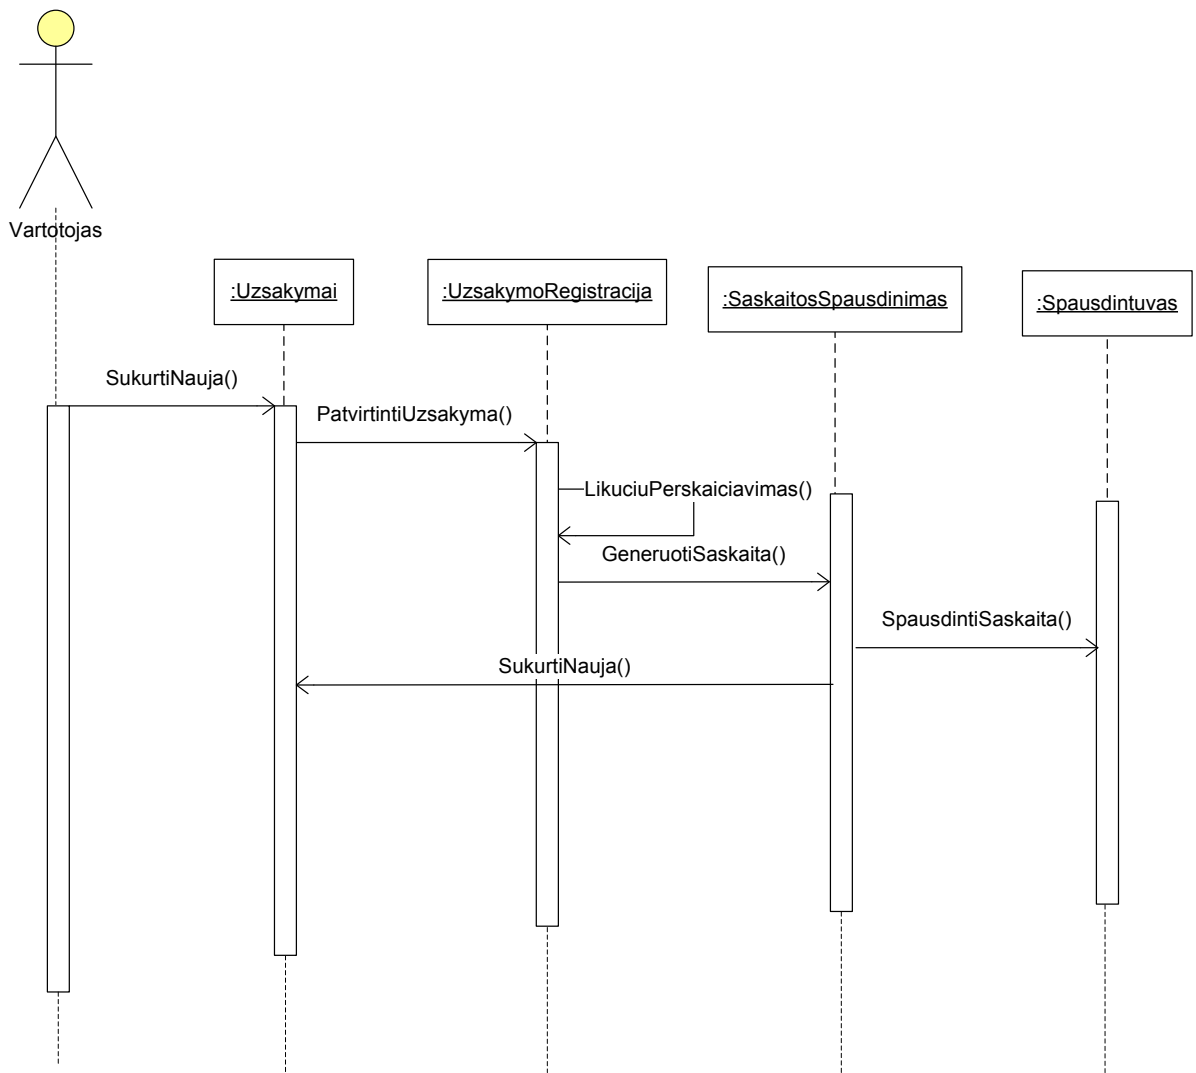 Vartotojas
:Uzsakymai
:UzsakymoRegistracija
:SaskaitosSpausdinimas
:Spausdintuvas
SukurtiNauja()
PatvirtintiUzsakyma()
LikuciuPerskaiciavimas()
GeneruotiSaskaita()
SpausdintiSaskaita()
SukurtiNauja()